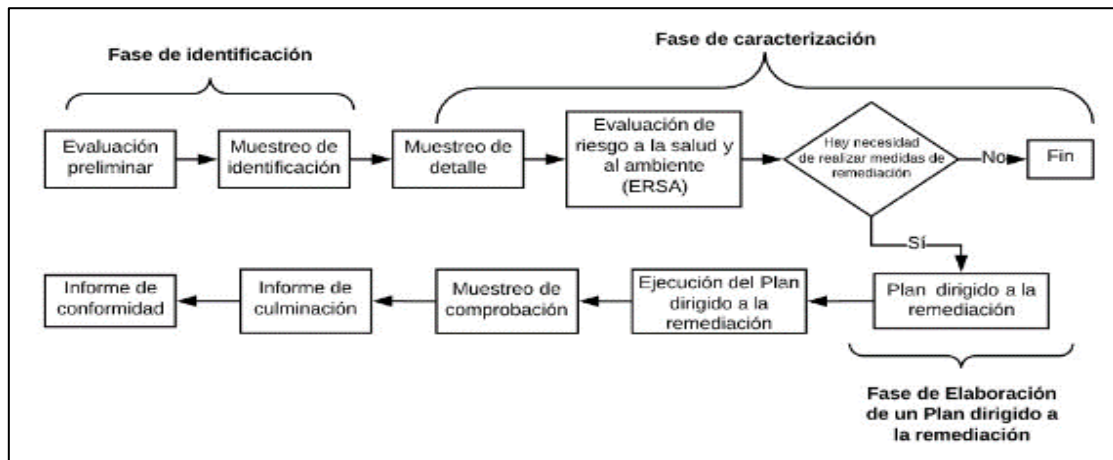 Fase de identificación
Fase de caracterización
Evaluación
preliminar
Muestreo de
identificación
Muestreo de
detalle
Evaluación de
riesgo a la salud y
al ambiente
(ERSA)
Hay necesidad
de realizar medidas de
remediación
No
Fin
Sí
Informe de
conformidad
Informe de
culminación
Muestreo de
comprobación
Ejecución del Plan
dirigido a la
remediación
Plan dirigido a la
remediación
Fase de Elaboración
de un Plan dirigido a
la remediación